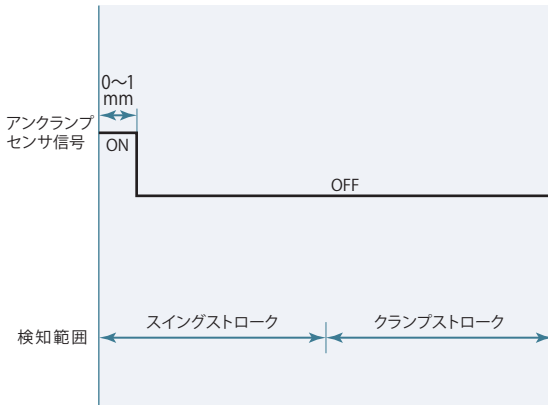 0〜1
mm
アンクランプ
センサ信号
ON
OFF
スイングストローク
クランプストローク
検知範囲